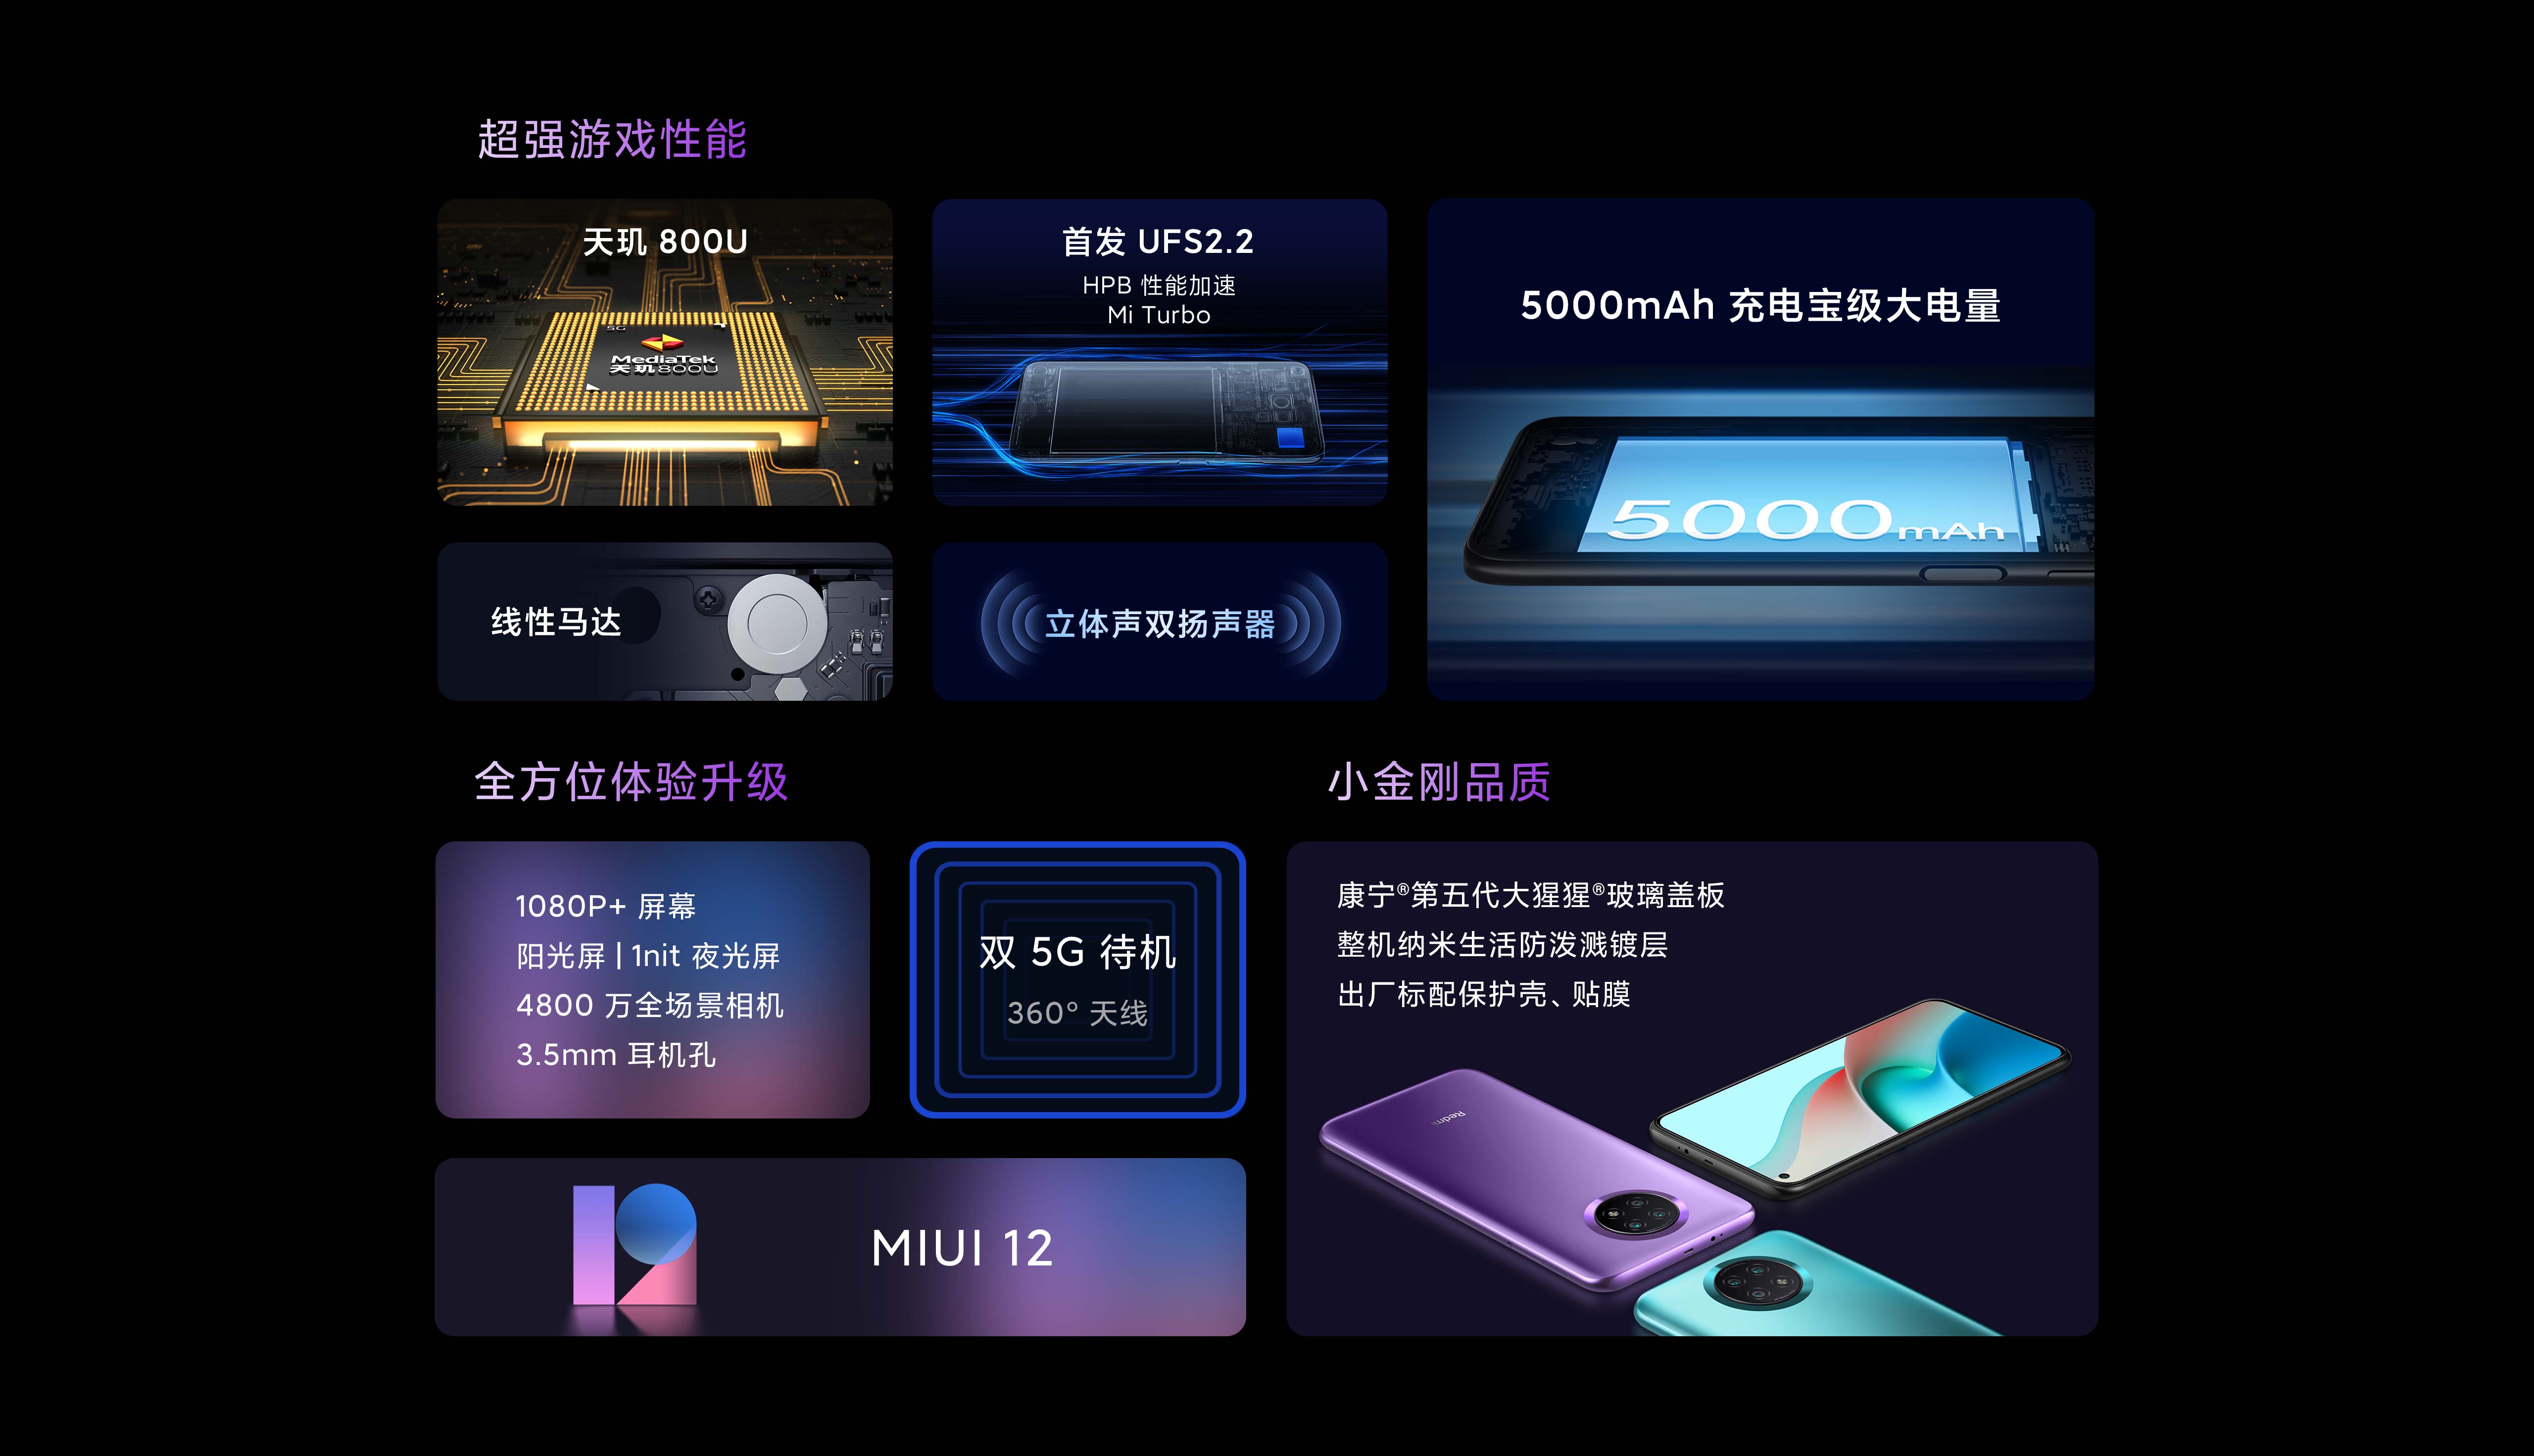 超强游戏性能
天玑 800U
5G
MediaTek
天玑800U
首发 UFS2.2
HPB 性能加速
Mi Turbo
5000mAh 充电宝级大电量
5000mAh
线性马达
立体声双扬声器
全方位体验升级
1080P+ 屏幕
阳光屏 | 1nit 夜光屏
4800 万全场景相机
3.5mm 耳机孔
双 5G 待机
360° 天线
MIUI 12
小金刚品质
康宁®第五代大猩猩®玻璃盖板
整机纳米生活防泼溅镀层
出厂标配保护壳、贴膜
Redmi